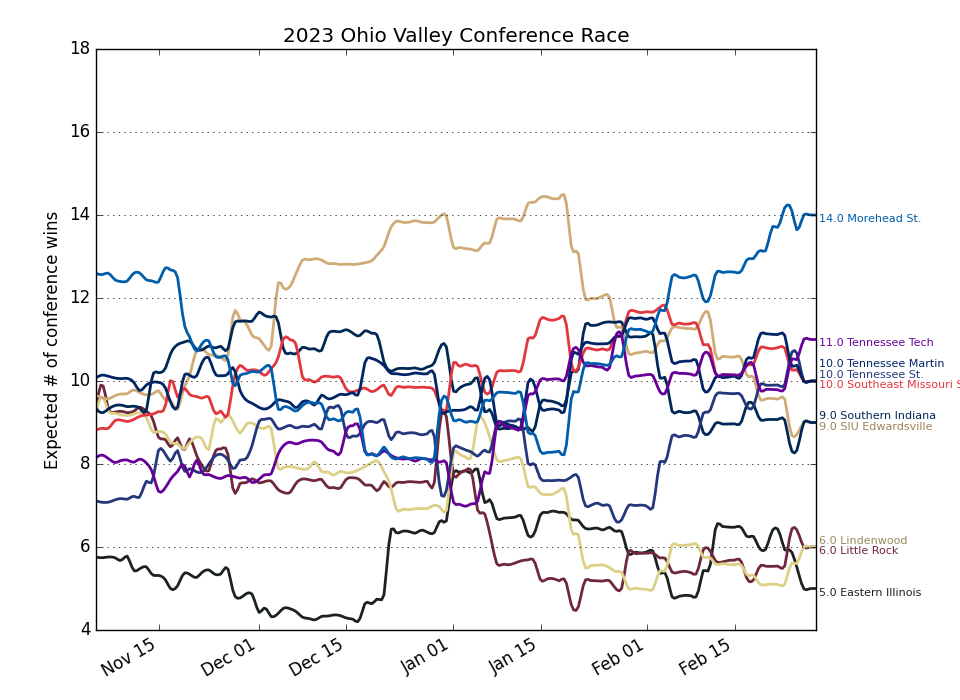 2023 Ohio Valley Conference Race
Expected # of conference wins
18
16
14
12
10
8
6
4
Nov 15
Dec 01
Dec 15
Jan 01
Jan 15
Feb 01
Feb 15
14.0 Morehead St.
11.0 Tennessee Tech
10.0 Tennessee Martin
10.0 Tennessee St.
10.0 Southeast Missouri S
9.0 Southern Indiana
9.0 SIU Edwardsville
6.0 Lindenwood
6.0 Little Rock
5.0 Eastern Illinois